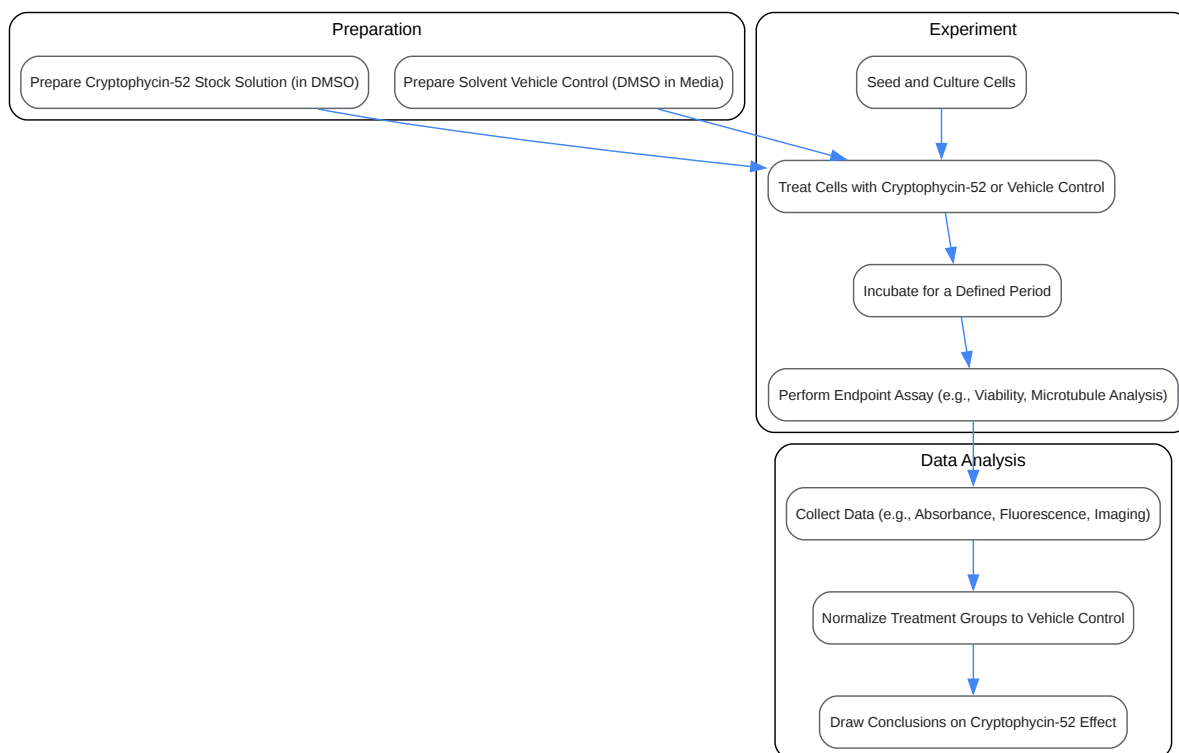 Preparation
Prepare Cryptophycin-52 Stock Solution (in DMSO)
Prepare Solvent Vehicle Control (DMSO in Media)
Experiment
Seed and Culture Cells
Treat Cells with Cryptophycin-52 or Vehicle Control
Incubate for a Defined Period
Perform Endpoint Assay (e.g., Viability, Microtubule Analysis)
Data Analysis
Collect Data (e.g., Absorbance, Fluorescence, Imaging)
Normalize Treatment Groups to Vehicle Control
Draw Conclusions on Cryptophycin-52 Effect